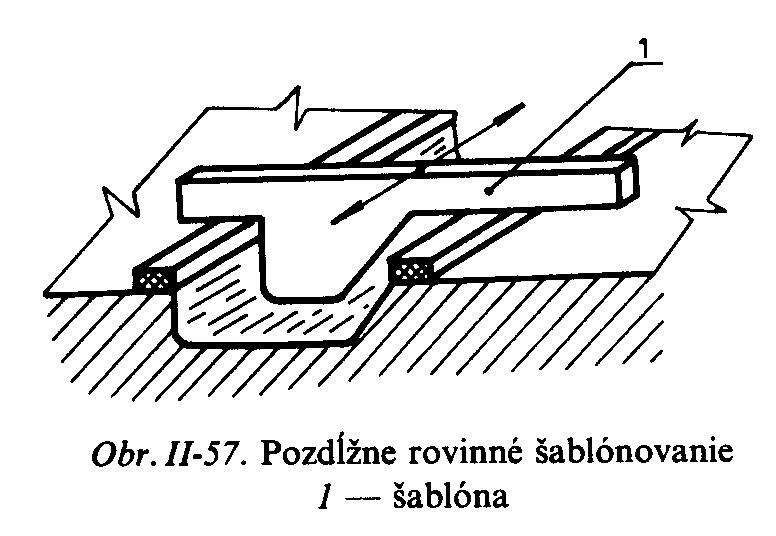 1
Obr. II-57. Pozdĺžne rovinné šablónovanie
1 — šablóna